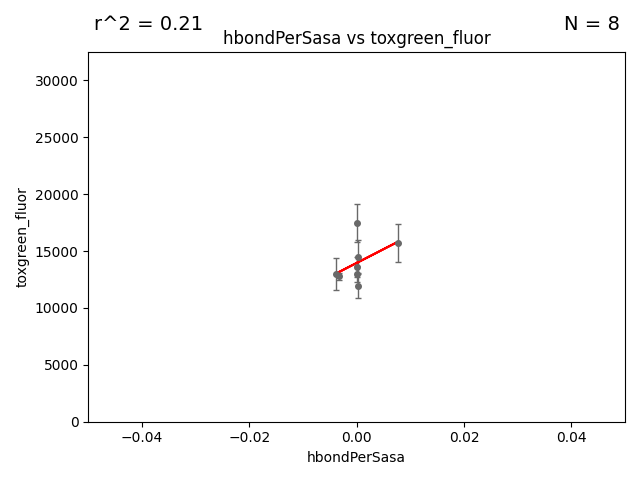 r^2 = 0.21
N = 8
hbondPerSasa vs toxgreen_fluor
30000
25000
20000
15000
10000
5000
0
toxgreen_fluor
−0.04
−0.02
0.00
0.02
0.04
hbondPerSasa